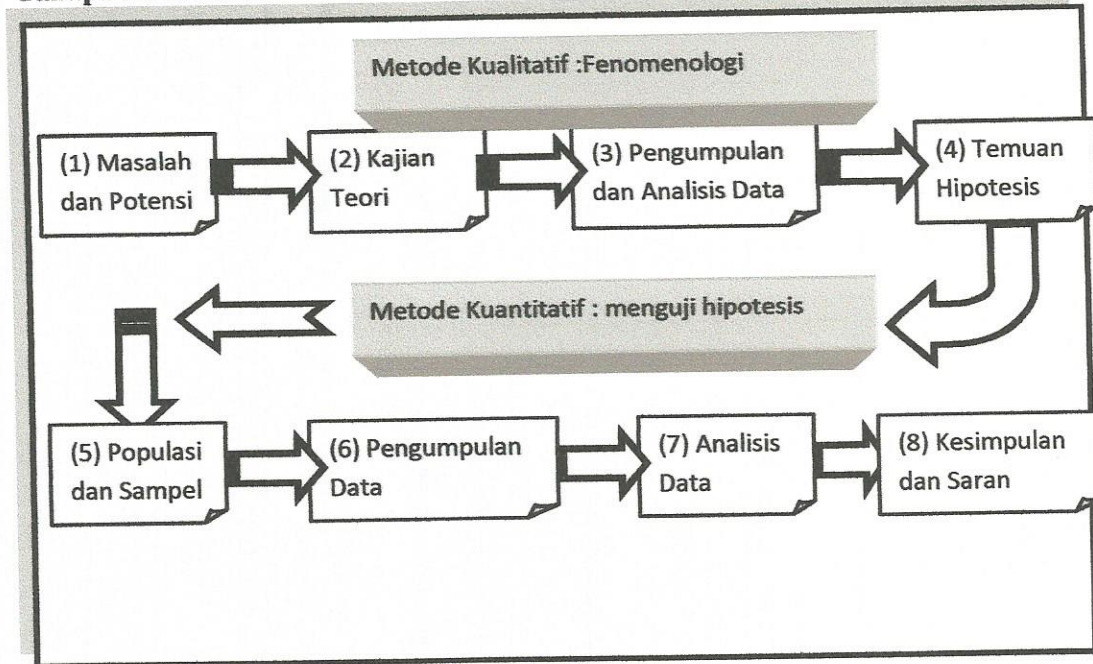 Metode Kualitatif :Fenomenologi
(1) Masalah
dan Potensi
(2) Kajian
Teori
(3) Pengumpulan
dan Analisis Data
(4) Temuan
Hipotesis
Metode Kuantitatif : menguji hipotesis
(5) Populasi
dan Sampel
(6) Pengumpulan
Data
(7) Analisis
Data
(8) Kesimpulan
dan Saran